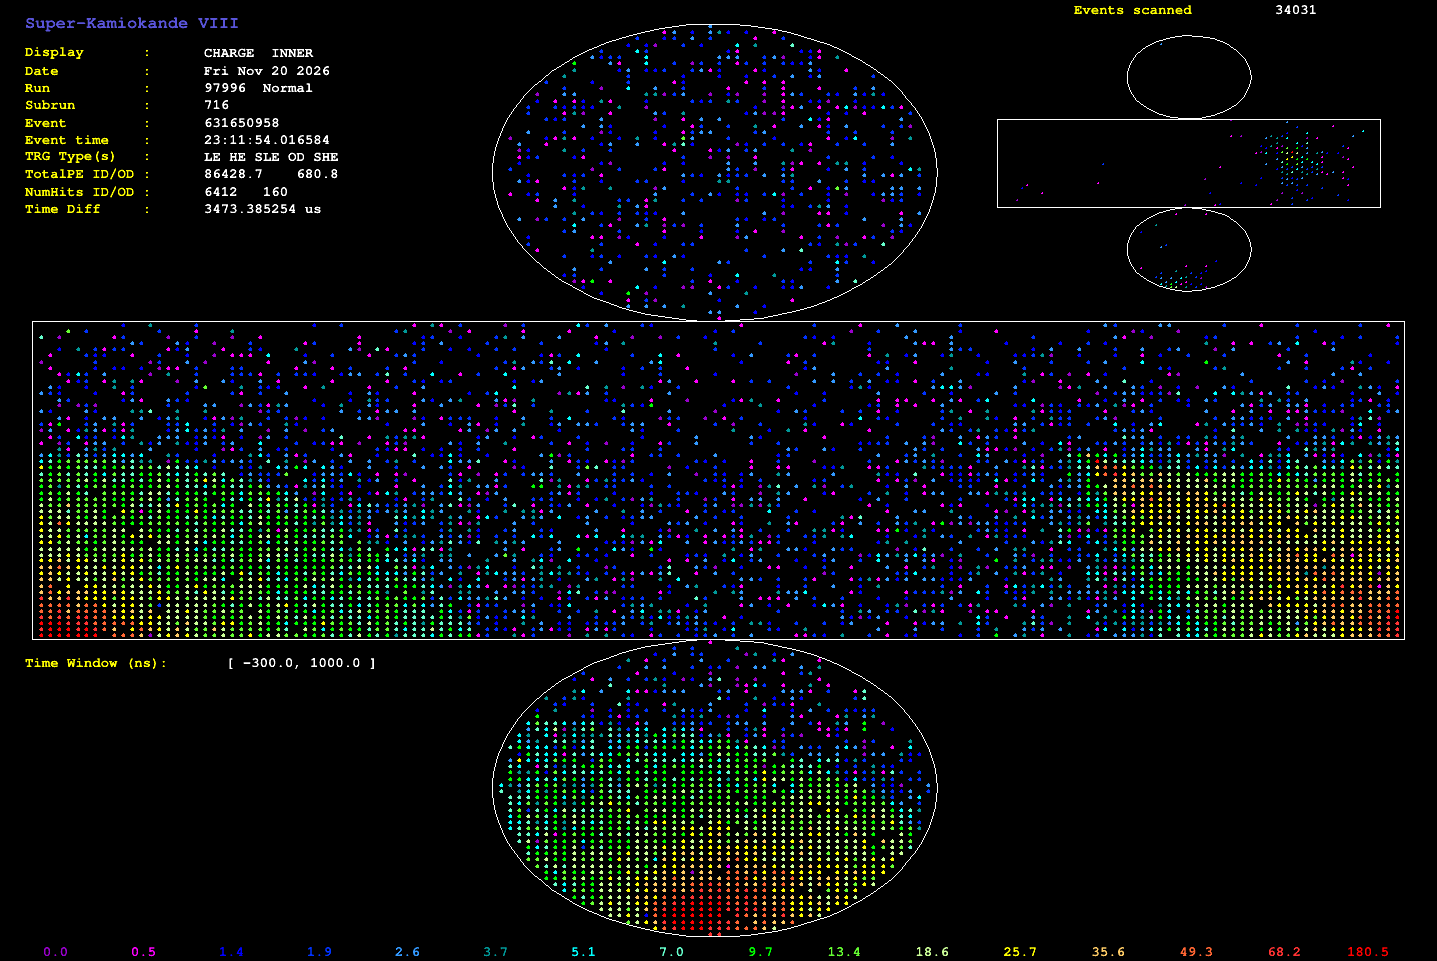 Super-Kamiokande VIII
Events scanned 34031
Display : CHARGE INNER
Date : Fri Nov 20 2026
Run : 97996 Normal
Subrun : 716
Event : 631650958
Event time : 23:11:54.016584
TRG Type(s) : LE HE SLE OD SHE
TotalPE ID/OD : 86428.7 680.8
NumHits ID/OD : 6412 160
Time Diff : 3473.385254 us
Time Window (ns): [ -300.0, 1000.0 ]
0.0 0.5 1.4 1.9 2.6 3.7 5.1 7.0 9.7 13.4 18.6 25.7 35.6 49.3 68.2 180.5